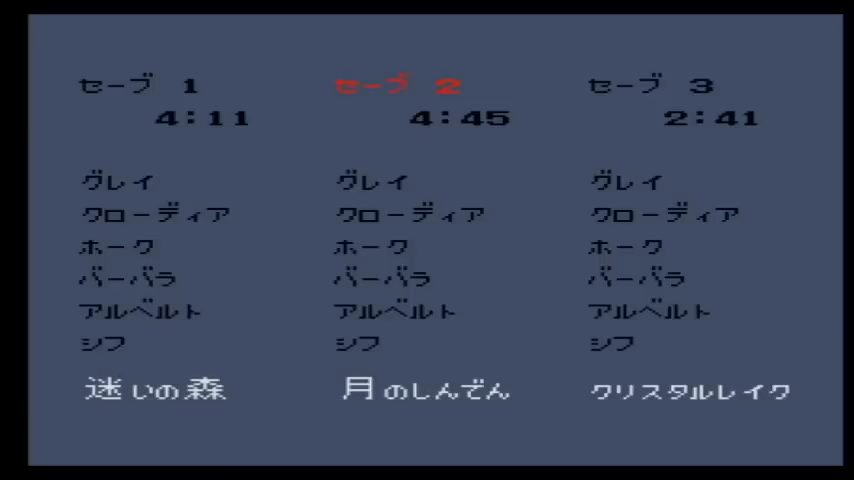 セーブ 1 セーブ 2 セーブ 3
4:11 4:45 2:41
グレイ グレイ グレイ
クローディア クローディア クローディア
ホーク ホーク ホーク
バーバラ バーバラ バーバラ
アルベルト アルベルト アルベルト
シフ シフ シフ
迷いの森 月のしんでん クリスタルレイク